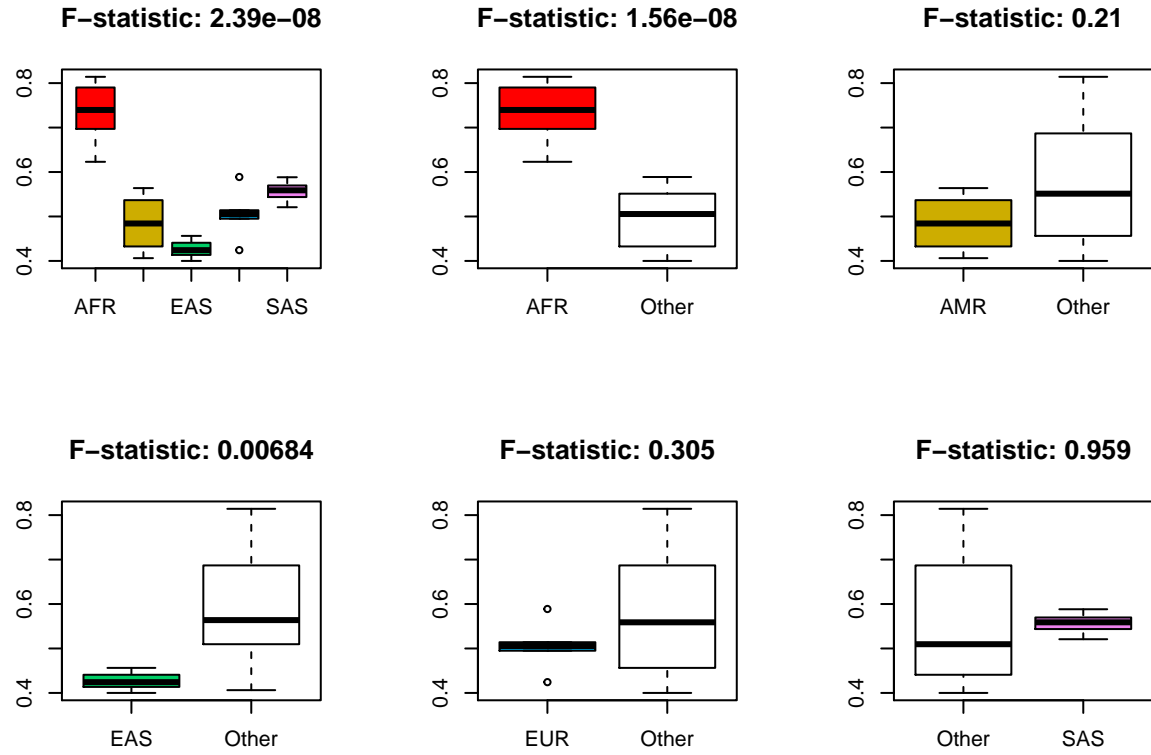 F−statistic: 2.39e−08
0.8
0.6
0.4
AFR EAS SAS
F−statistic: 1.56e−08
0.8
0.6
0.4
AFR Other
F−statistic: 0.21
0.8
0.6
0.4
AMR Other
F−statistic: 0.00684
0.8
0.6
0.4
EAS Other
F−statistic: 0.305
0.8
0.6
0.4
EUR Other
F−statistic: 0.959
0.8
0.6
0.4
Other SAS